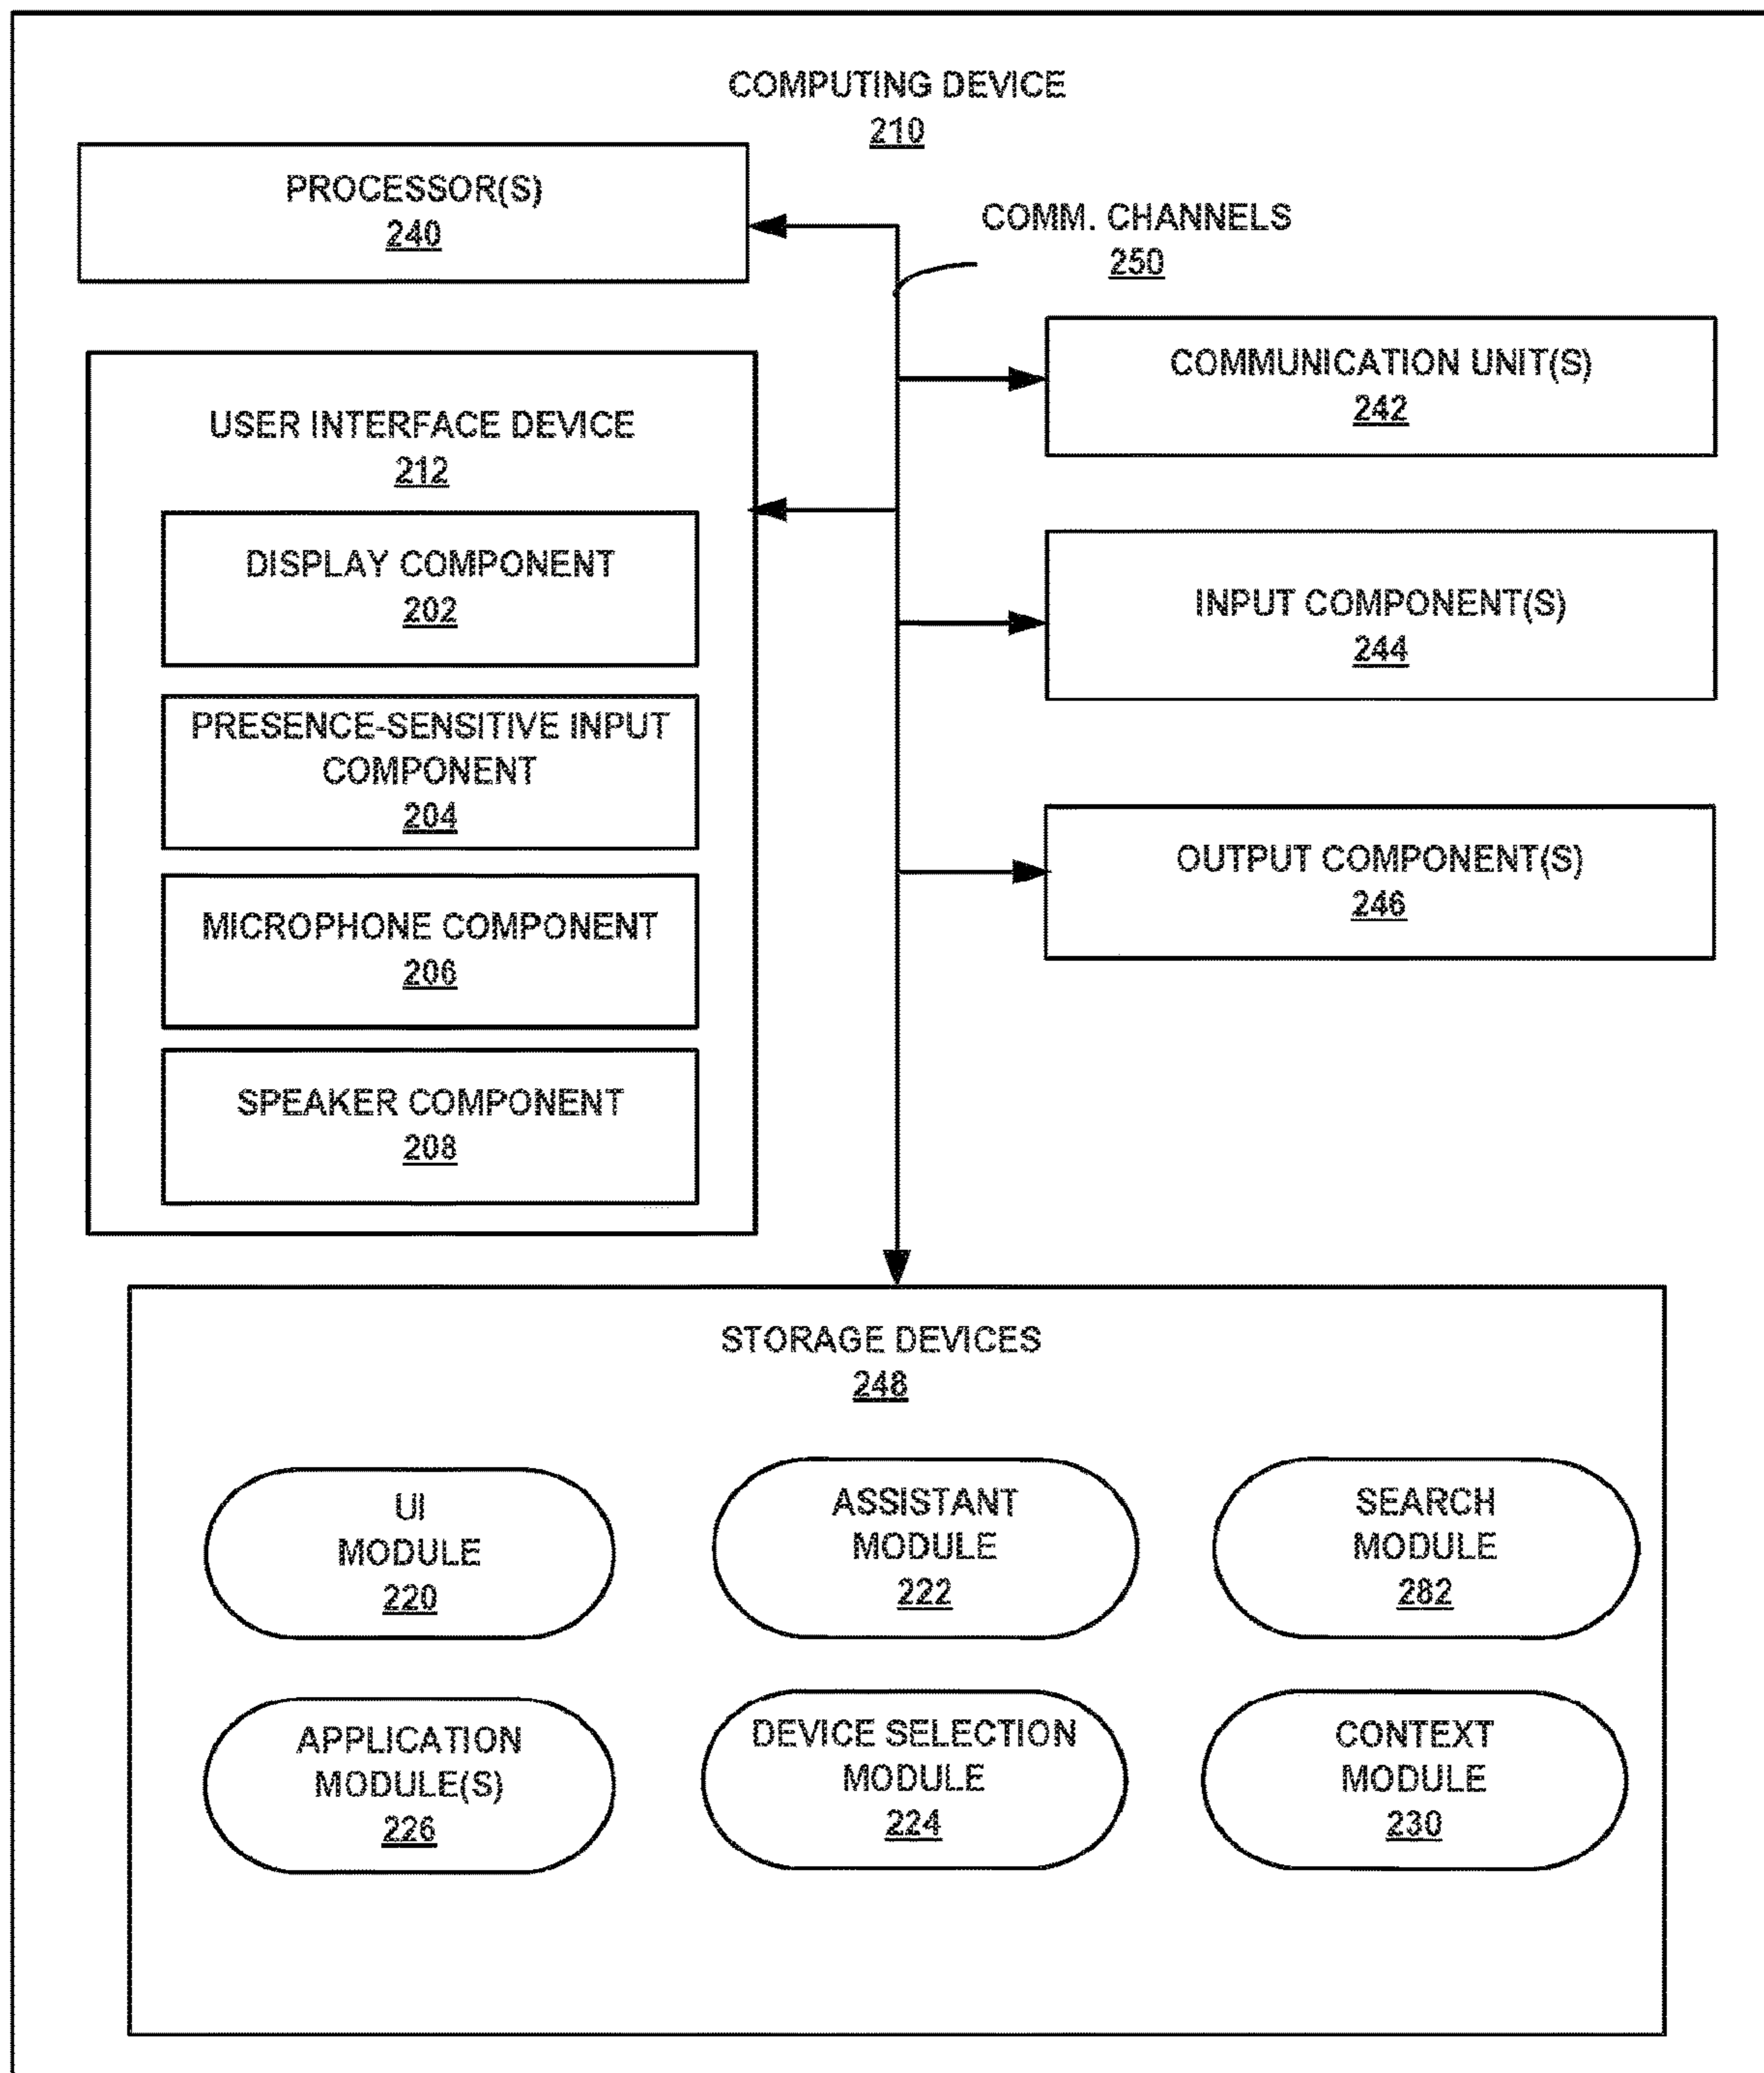 COMPUTING DEVICE
210
PROCESSOR(S)
240
COMM. CHANNELS
250
COMMUNICATION UNIT(S)
242
USER INTERFACE DEVICE
212
DISPLAY COMPONENT
202
INPUT COMPONENT(S)
244
PRESENCE-SENSITIVE INPUT
COMPONENT
204
OUTPUT COMPONENT(S)
246
MICROPHONE COMPONENT
206
SPEAKER COMPONENT
208
STORAGE DEVICES
248
UI
MODULE
220
ASSISTANT
MODULE
222
SEARCH
MODULE
282
APPLICATION
MODULE(S)
226
DEVICE SELECTION
MODULE
224
CONTEXT
MODULE
230